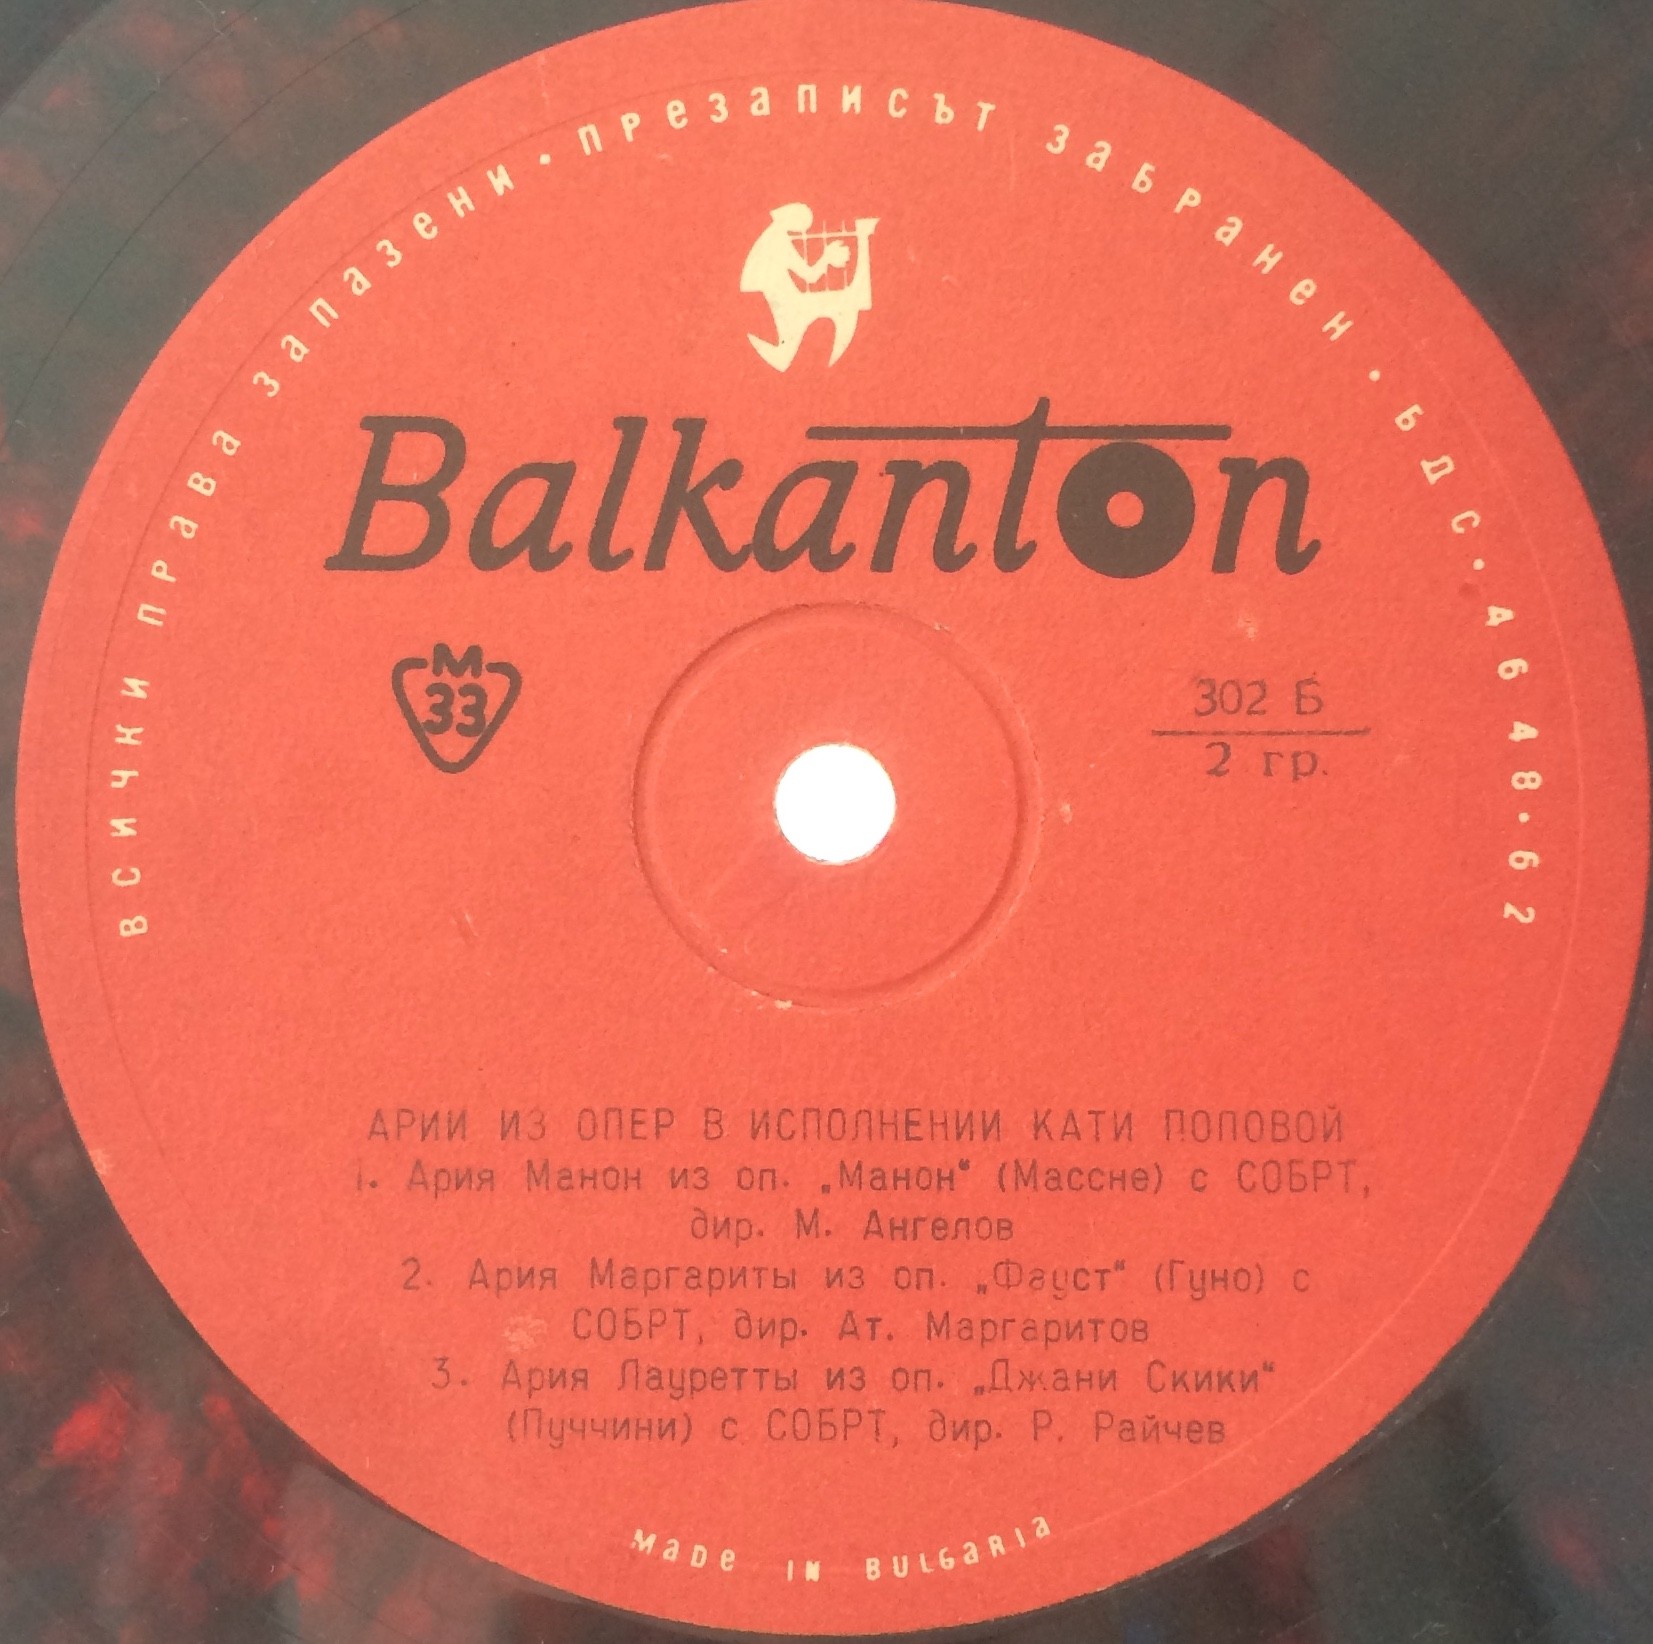 всички права запазени · презаписът забранен · БДС · 4648 · 62
Balkanton
М
33
302 Б
2 гр.
АРИИ ИЗ ОПЕР В ИСПОЛНЕНИИ КАТИ ПОПОВОЙ
1. Ария Манон из оп. „Манон“ (Массне) с СОБРТ,
дир. М. Ангелов
2. Ария Маргариты из оп. „Фауст“ (Гуно) с
СОБРТ, дир. Ат. Маргаритов
3. Ария Лауретты из оп. „Джани Скики“
(Пуччини) с СОБРТ, дир. Р. Райчев
MADE IN BULGARIA